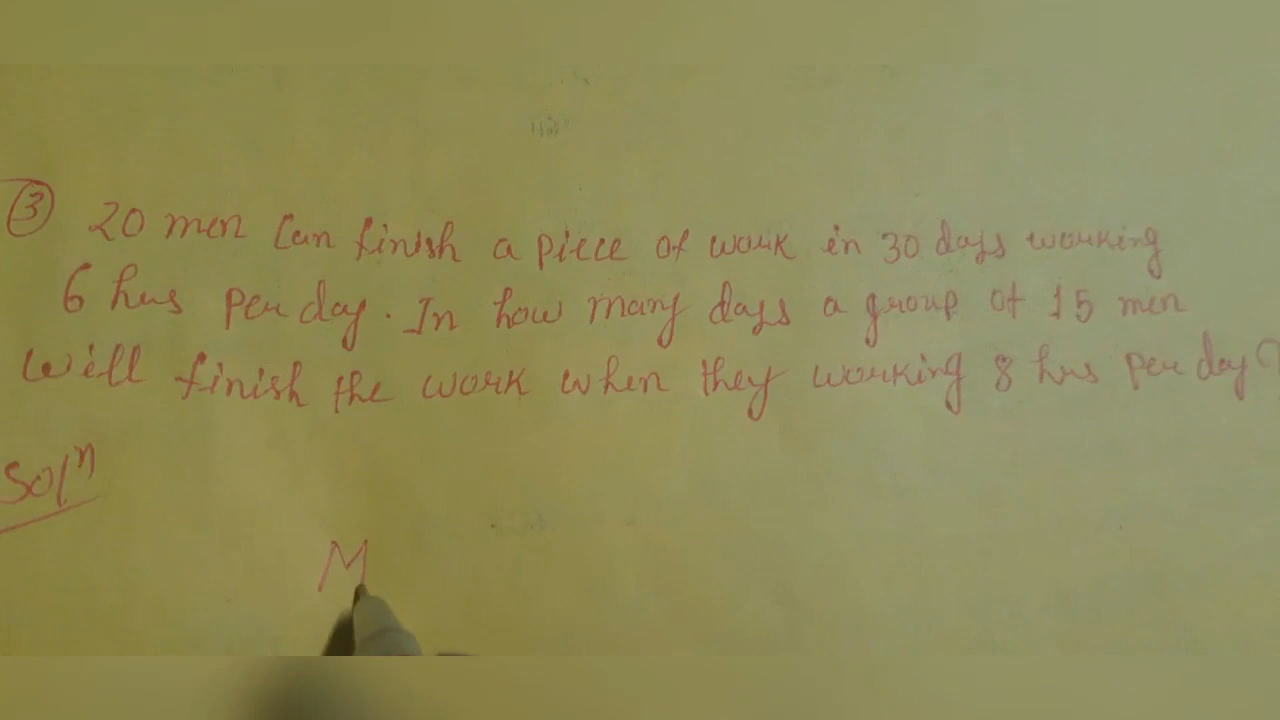 3 20 men Can finish a piece of work in 30 days working
6 hrs per day. In how many days a group of 15 men
will finish the work when they working 8 hrs per day?
Solⁿ
M